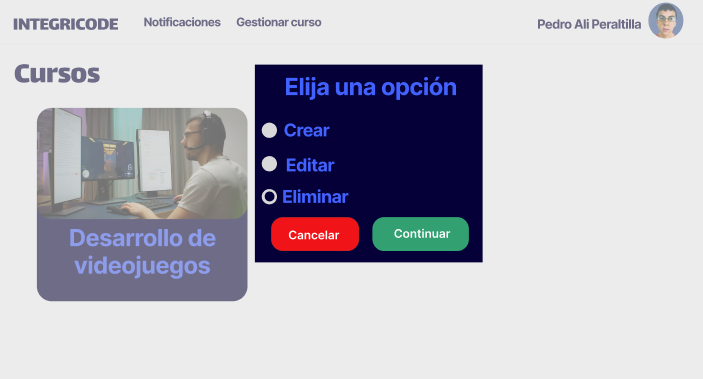 INTEGRICODE
Notificaciones
Gestionar curso
Pedro Ali Peraltilla
Cursos
Desarrollo de
videojuegos
Elija una opción
Crear
Editar
Eliminar
Cancelar
Continuar